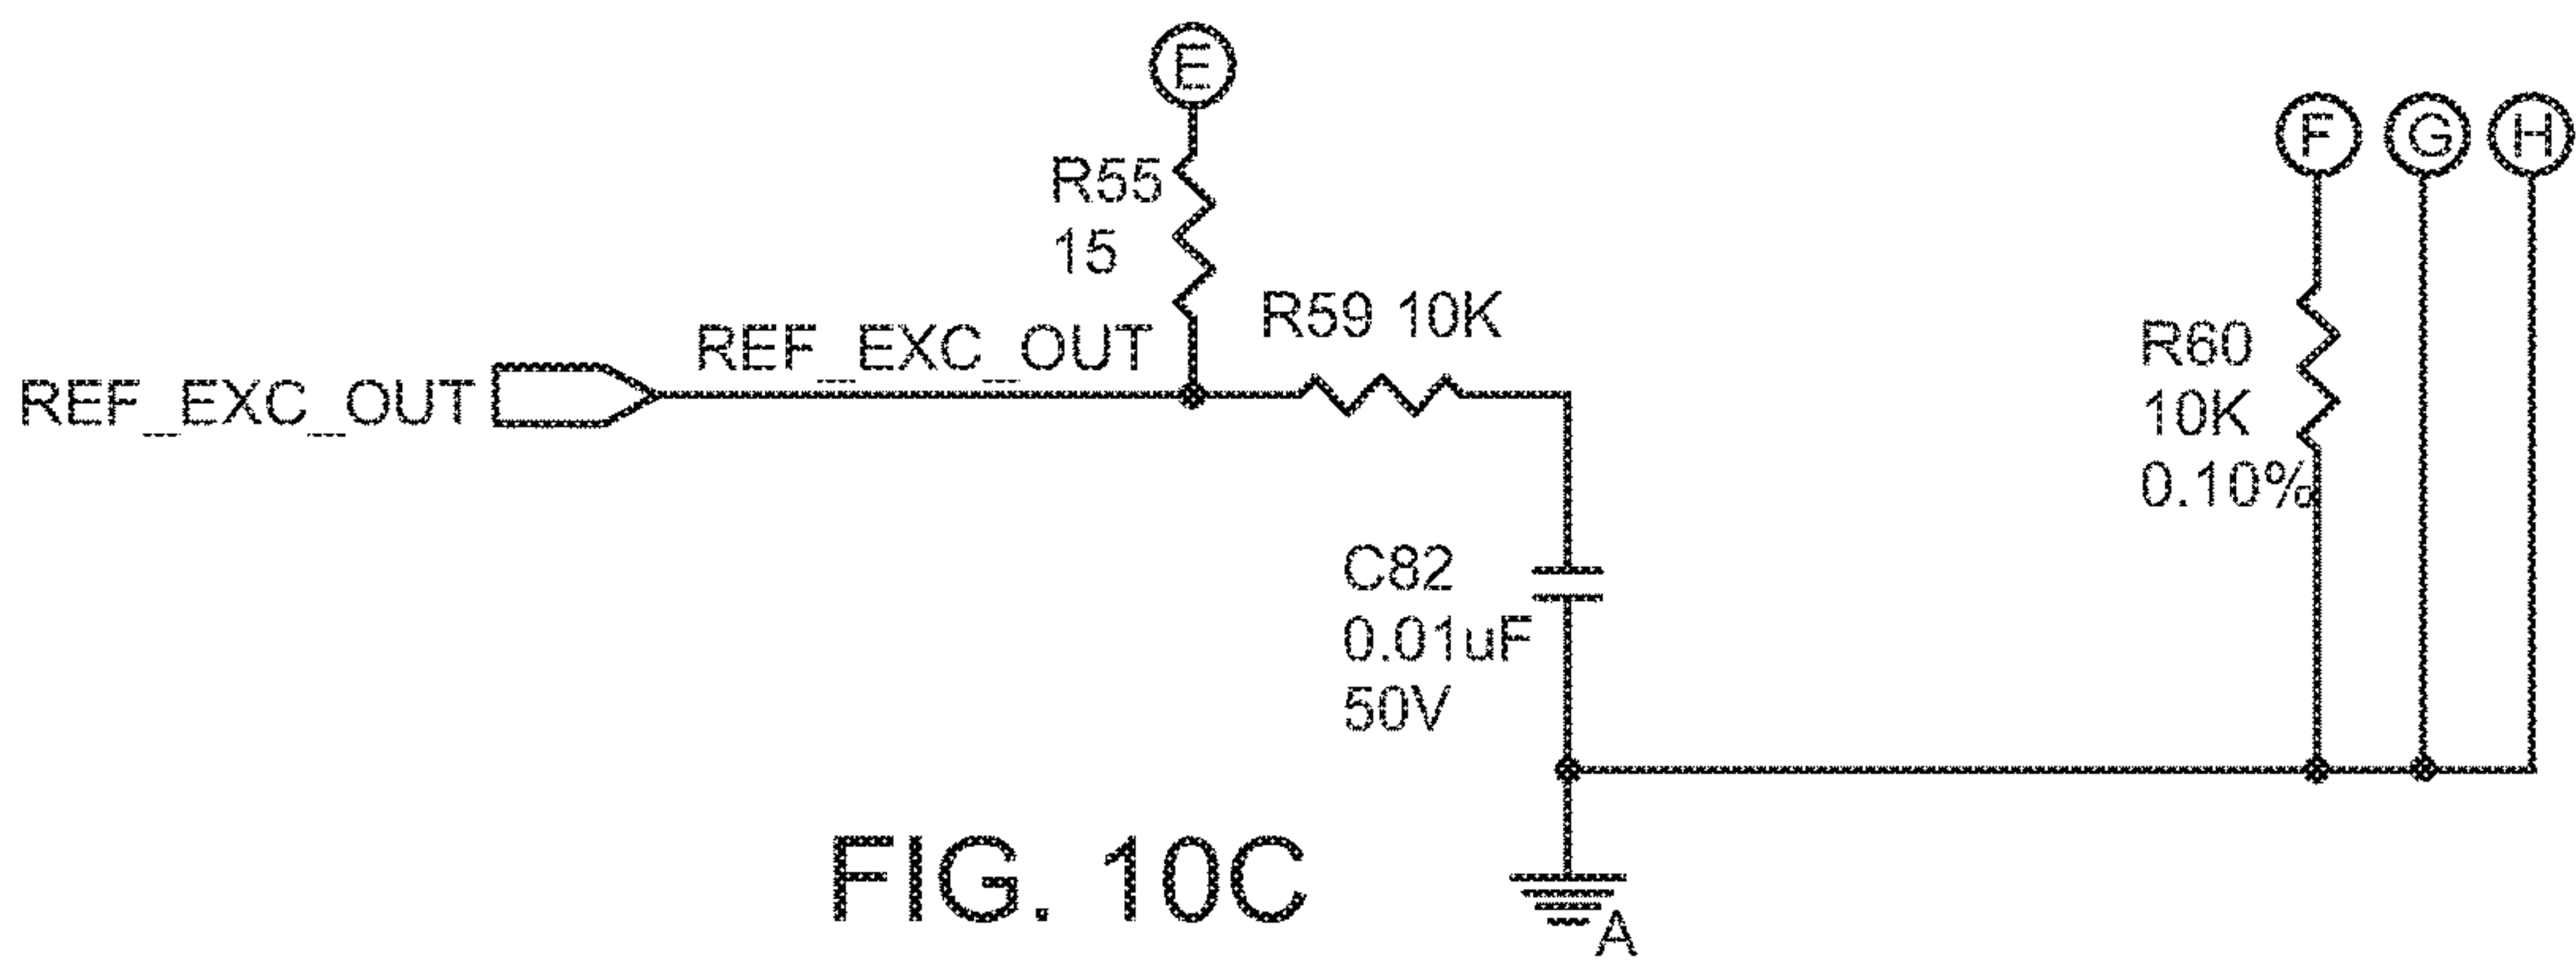 E
F G H
R55
15
R59 10K
REF_EXC_OUT
REF_EXC_OUT
R60
10K
0.10%
C82
0.01uF
50V
FIG. 10C
A